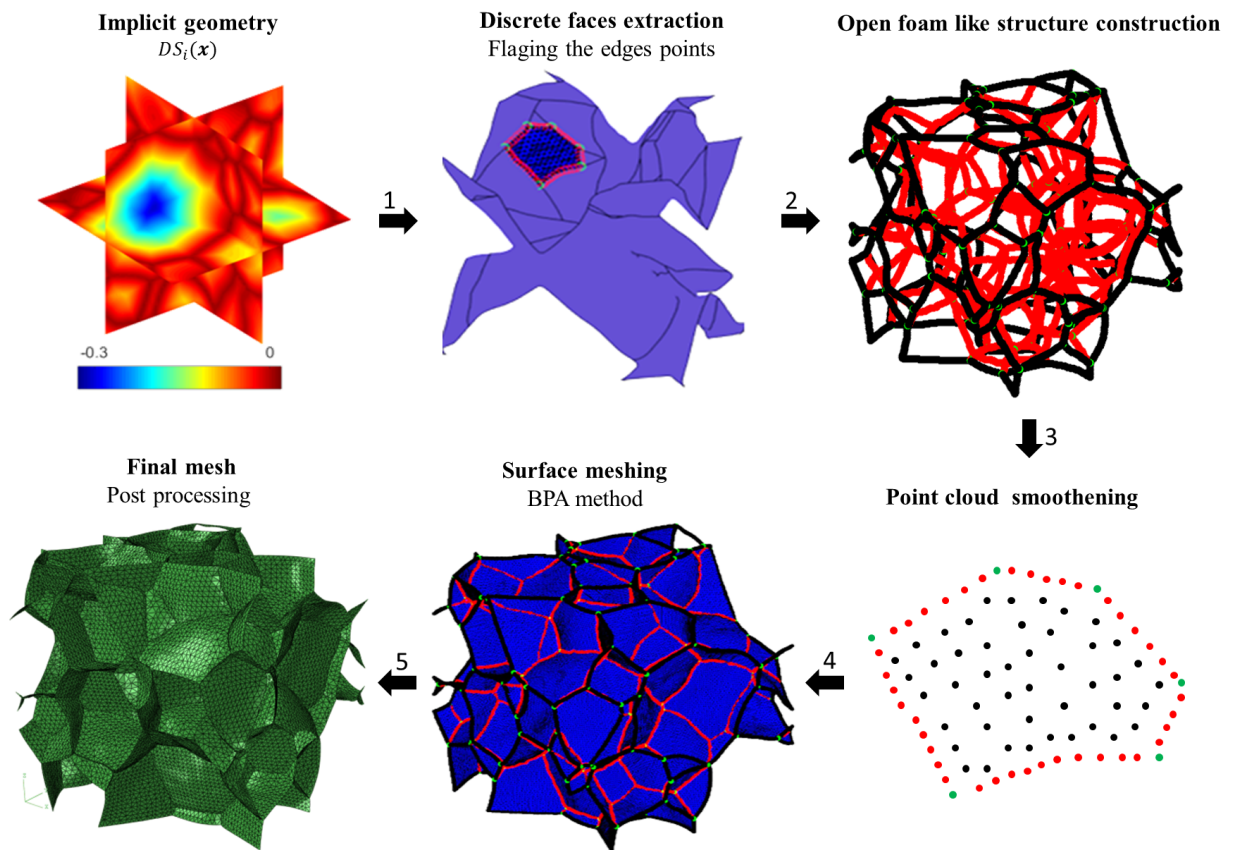 Implicit geometry
DSᵢ(x)
-0.3 0
1
Discrete faces extraction
Flaging the edges points
2
Open foam like structure construction
3
Point cloud smoothening
4
Surface meshing
BPA method
5
Final mesh
Post processing